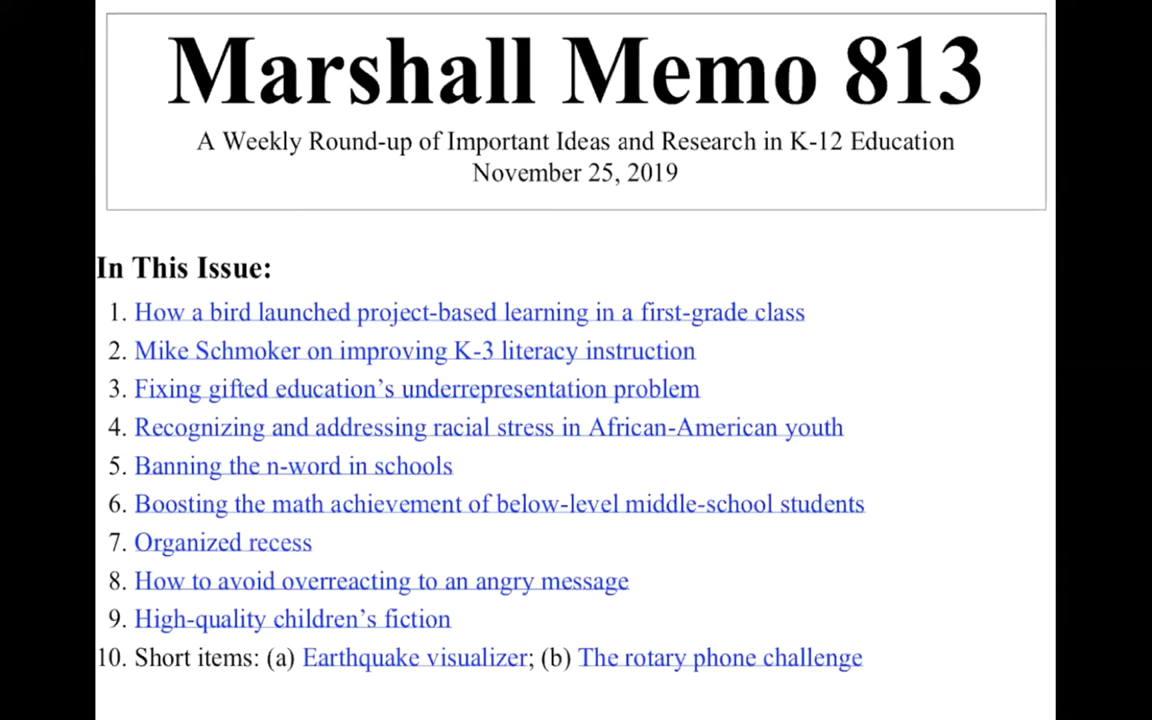 Marshall Memo 813
A Weekly Round-up of Important Ideas and Research in K-12 Education
November 25, 2019
In This Issue:
1. How a bird launched project-based learning in a first-grade class
2. Mike Schmoker on improving K-3 literacy instruction
3. Fixing gifted education’s underrepresentation problem
4. Recognizing and addressing racial stress in African-American youth
5. Banning the n-word in schools
6. Boosting the math achievement of below-level middle-school students
7. Organized recess
8. How to avoid overreacting to an angry message
9. High-quality children’s fiction
10. Short items: (a) Earthquake visualizer; (b) The rotary phone challenge